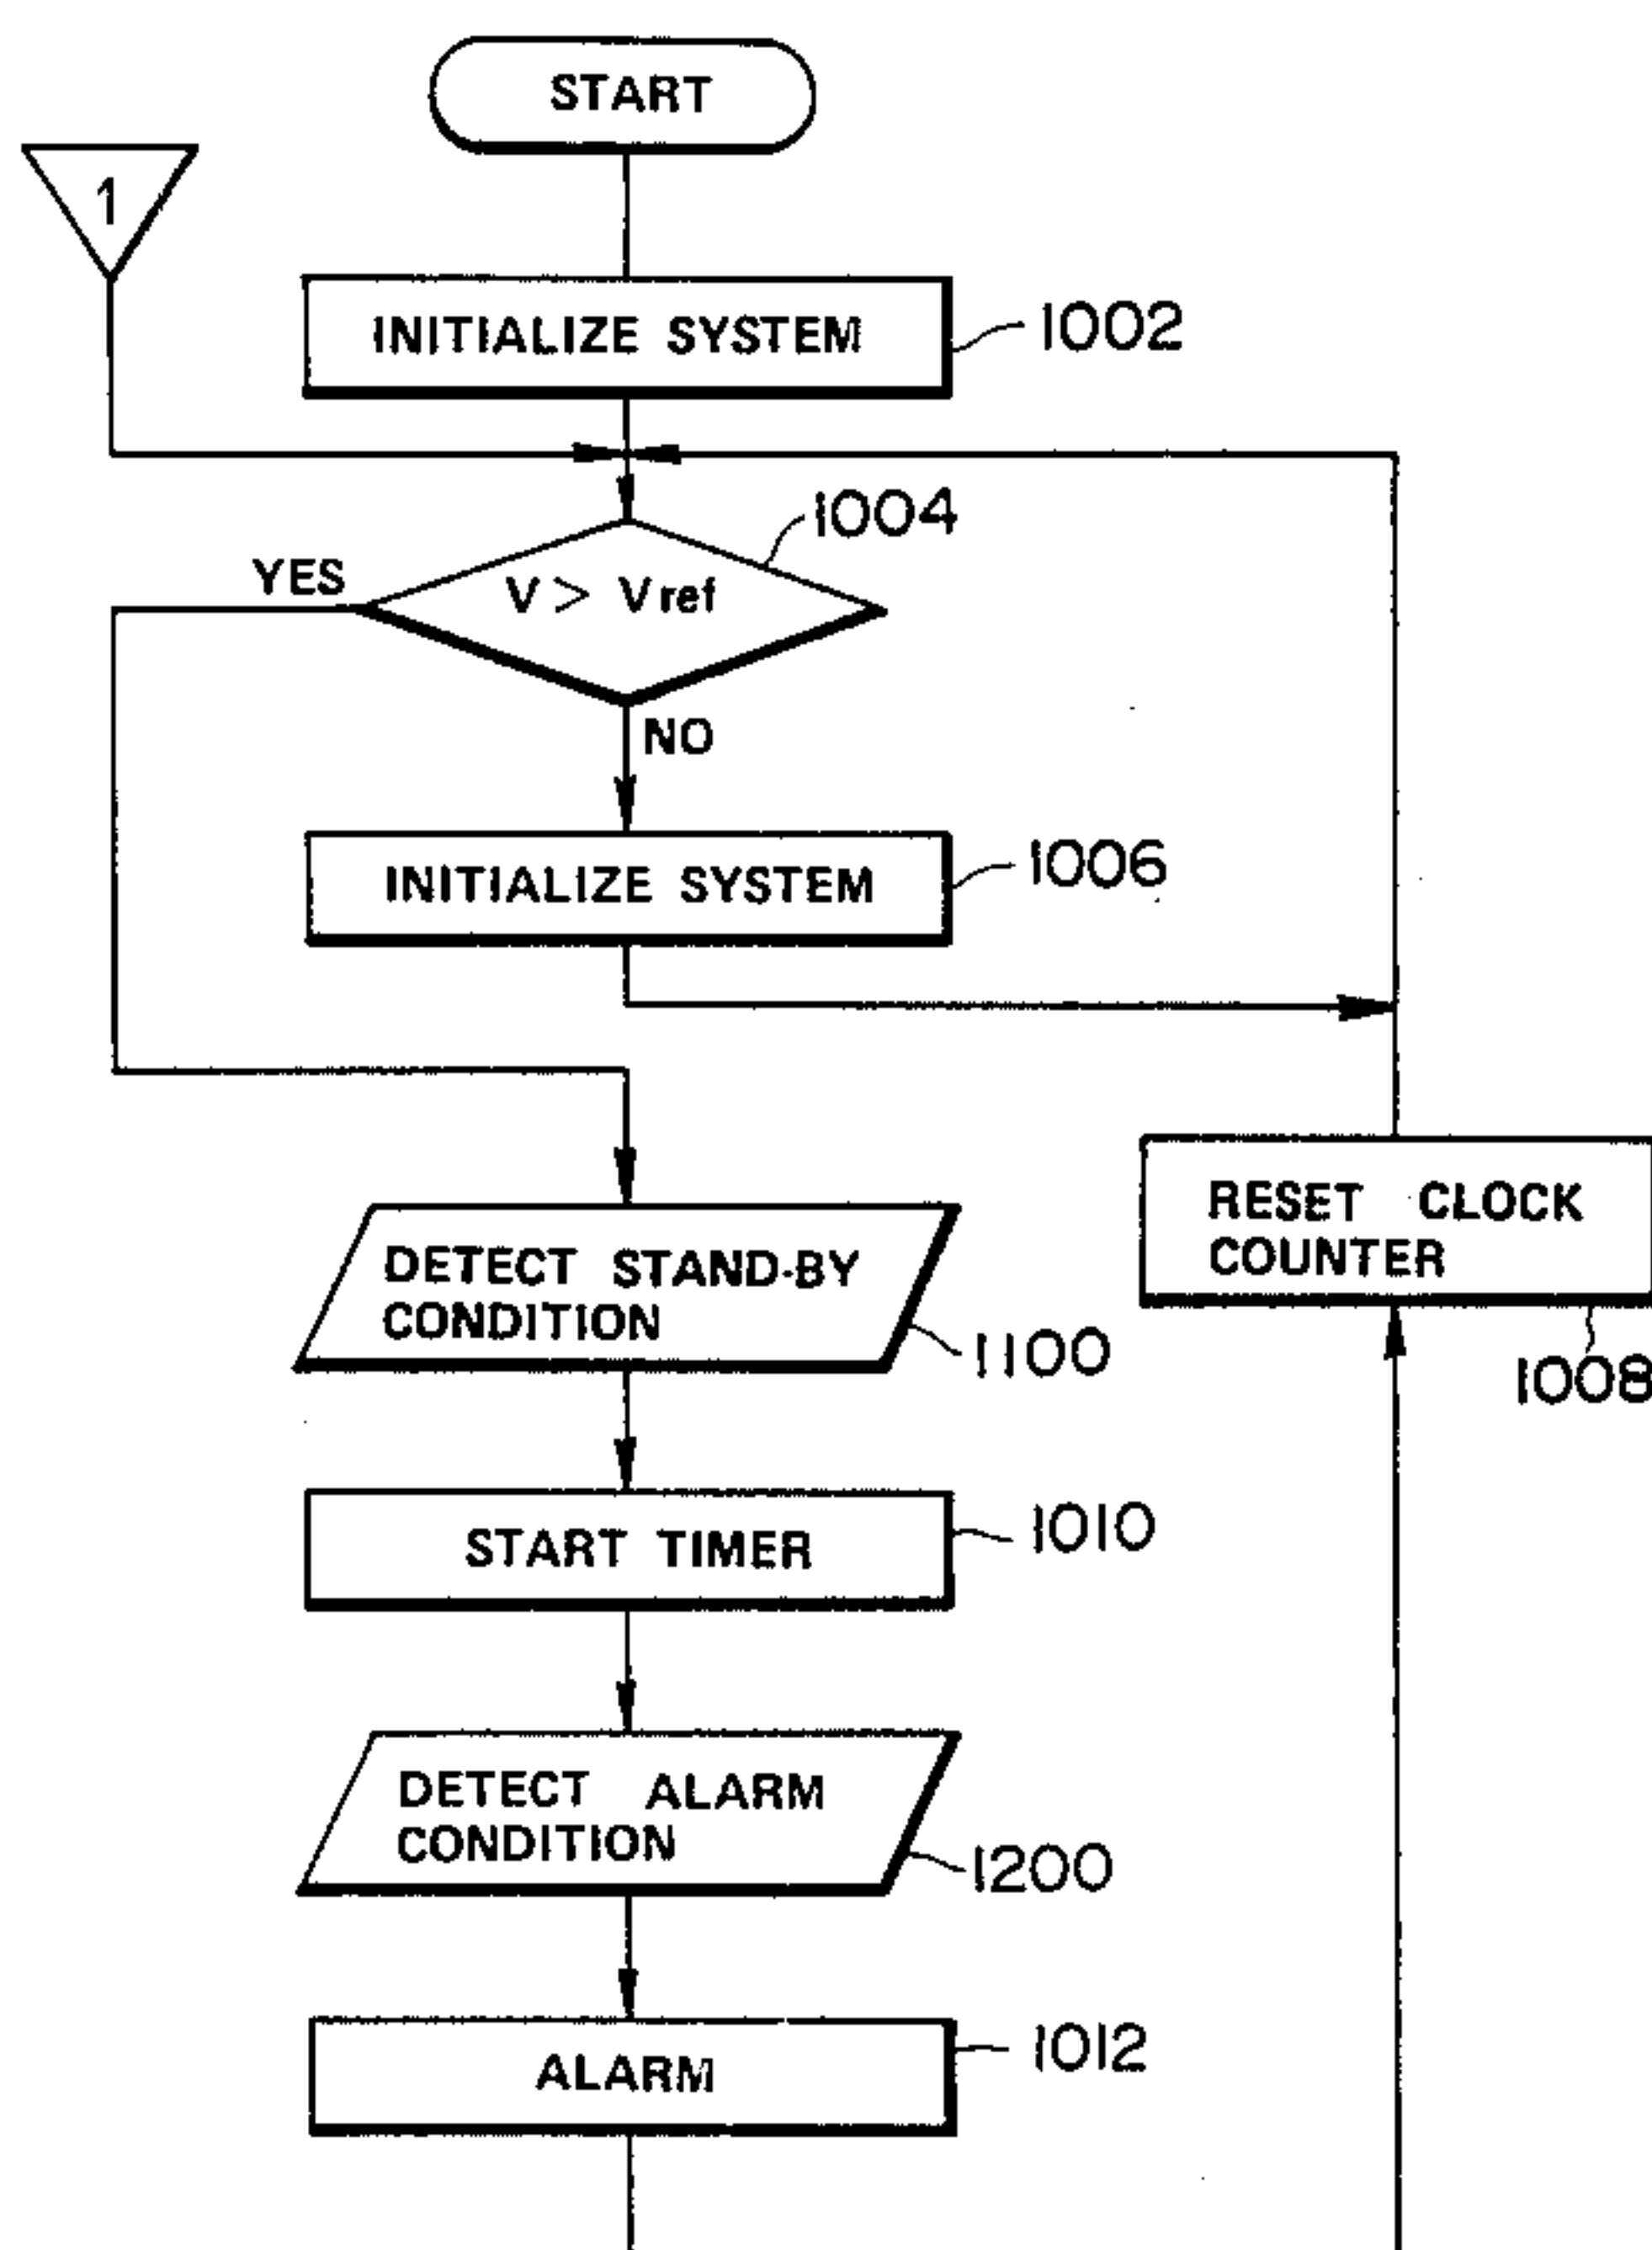 START
1
INITIALIZE SYSTEM
1002
1004
YES
V > Vref
NO
INITIALIZE SYSTEM
1006
RESET CLOCK
COUNTER
1008
DETECT STAND-BY
CONDITION
1100
START TIMER
1010
DETECT ALARM
CONDITION
1200
ALARM
1012